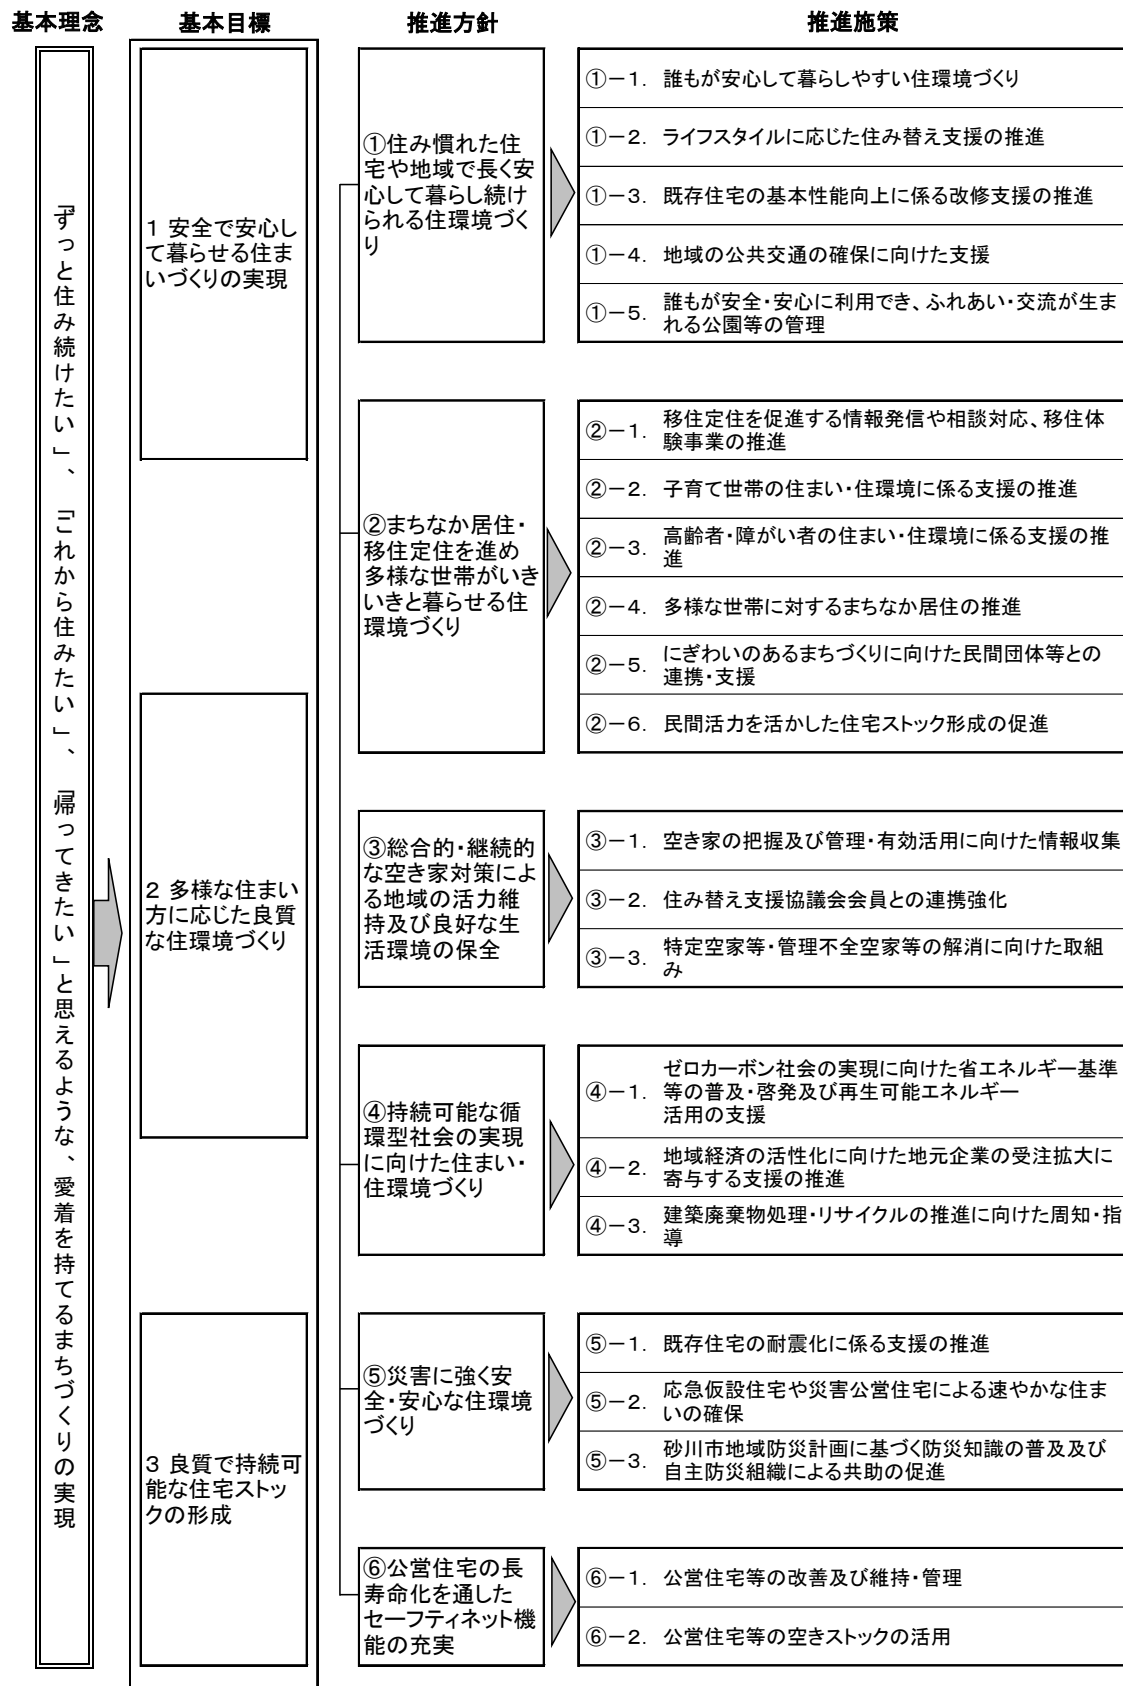 基本理念
基本目標
推進方針
推進施策
「ずっと住み続けたい」、「これから住みたい」、「帰ってきたい」と思えるような、愛着を持てるまちづくりの実現
1 安全で安心し
て暮らせる住ま
いづくりの実現
2 多様な住まい
方に応じた良質
な住環境づくり
3 良質で持続可
能な住宅ストッ
クの形成
①住み慣れた住
宅や地域で長く安
心して暮らし続け
られる住環境づく
り
①－1. 誰もが安心して暮らしやすい住環境づくり
①－2. ライフスタイルに応じた住み替え支援の推進
①－3. 既存住宅の基本性能向上に係る改修支援の推進
①－4. 地域の公共交通の確保に向けた支援
①－5. 誰もが安全・安心に利用でき、ふれあい・交流が生ま
れる公園等の管理
②まちなか居住・
移住定住を進め
多様な世帯がいき
いきと暮らせる住
環境づくり
②－1. 移住定住を促進する情報発信や相談対応、移住体
験事業の推進
②－2. 子育て世帯の住まい・住環境に係る支援の推進
②－3. 高齢者・障がい者の住まい・住環境に係る支援の推
進
②－4. 多様な世帯に対するまちなか居住の推進
②－5. にぎわいのあるまちづくりに向けた民間団体等との
連携・支援
②－6. 民間活力を活かした住宅ストック形成の促進
③総合的・継続的
な空き家対策によ
る地域の活力維
持及び良好な生
活環境の保全
③－1. 空き家の把握及び管理・有効活用に向けた情報収集
③－2. 住み替え支援協議会会員との連携強化
③－3. 特定空家等・管理不全空家等の解消に向けた取組
み
④持続可能な循
環型社会の実現
に向けた住まい・
住環境づくり
④－1. ゼロカーボン社会の実現に向けた省エネルギー基準
等の普及・啓発及び再生可能エネルギー
活用の支援
④－2. 地域経済の活性化に向けた地元企業の受注拡大に
寄与する支援の推進
④－3. 建築廃棄物処理・リサイクルの推進に向けた周知・指
導
⑤災害に強く安
全・安心な住環境
づくり
⑤－1. 既存住宅の耐震化に係る支援の推進
⑤－2. 応急仮設住宅や災害公営住宅による速やかな住ま
いの確保
⑤－3. 砂川市地域防災計画に基づく防災知識の普及及び
自主防災組織による共助の促進
⑥公営住宅の長
寿命化を通した
セーフティネット機
能の充実
⑥－1. 公営住宅等の改善及び維持・管理
⑥－2. 公営住宅等の空きストックの活用